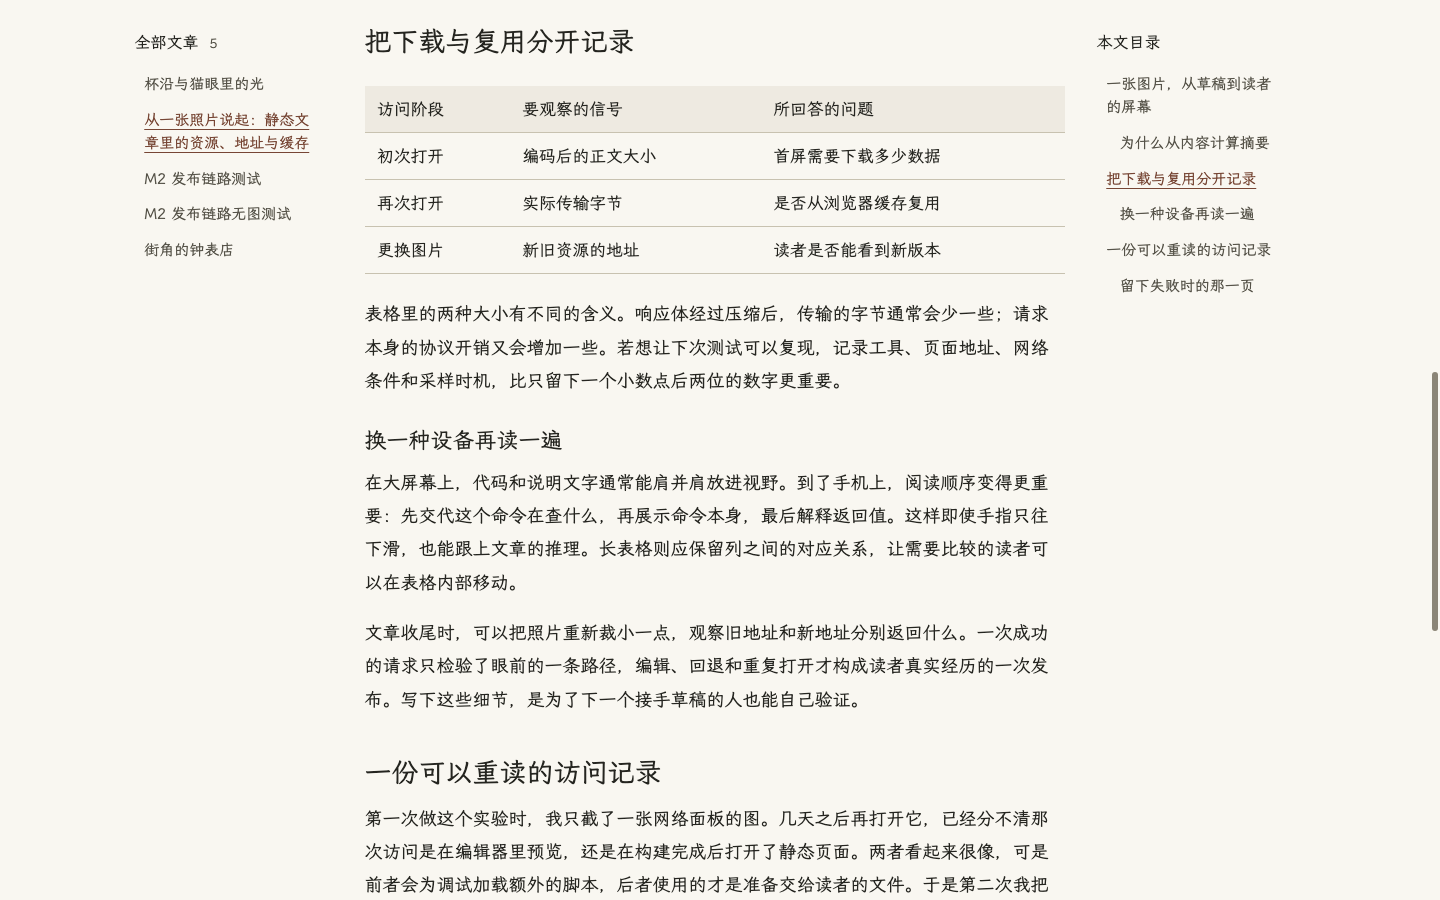 全部文章 5
杯沿与猫眼里的光
从一张照片说起：静态文
章里的资源、地址与缓存
M2 发布链路测试
M2 发布链路无图测试
街角的钟表店
把下载与复用分开记录
访问阶段 要观察的信号 所回答的问题
初次打开 编码后的正文大小 首屏需要下载多少数据
再次打开 实际传输字节 是否从浏览器缓存复用
更换图片 新旧资源的地址 读者是否能看到新版本
表格里的两种大小有不同的含义。响应体经过压缩后，传输的字节通常会少一些；请求
本身的协议开销又会增加一些。若想让下次测试可以复现，记录工具、页面地址、网络
条件和采样时机，比只留下一个小数点后两位的数字更重要。
换一种设备再读一遍
在大屏幕上，代码和说明文字通常能肩并肩放进视野。到了手机上，阅读顺序变得更重
要：先交代这个命令在查什么，再展示命令本身，最后解释返回值。这样即使手指只往
下滑，也能跟上文章的推理。长表格则应保留列之间的对应关系，让需要比较的读者可
以在表格内部移动。
文章收尾时，可以把照片重新裁小一点，观察旧地址和新地址分别返回什么。一次成功
的请求只检验了眼前的一条路径，编辑、回退和重复打开才构成读者真实经历的一次发
布。写下这些细节，是为了下一个接手草稿的人也能自己验证。
一份可以重读的访问记录
第一次做这个实验时，我只截了一张网络面板的图。几天之后再打开它，已经分不清那
次访问是在编辑器里预览，还是在构建完成后打开了静态页面。两者看起来很像，可是
前者会为调试加载额外的脚本，后者使用的才是准备交给读者的文件。于是第二次我把
本文目录
一张图片，从草稿到读者
的屏幕
为什么从内容计算摘要
把下载与复用分开记录
换一种设备再读一遍
一份可以重读的访问记录
留下失败时的那一页